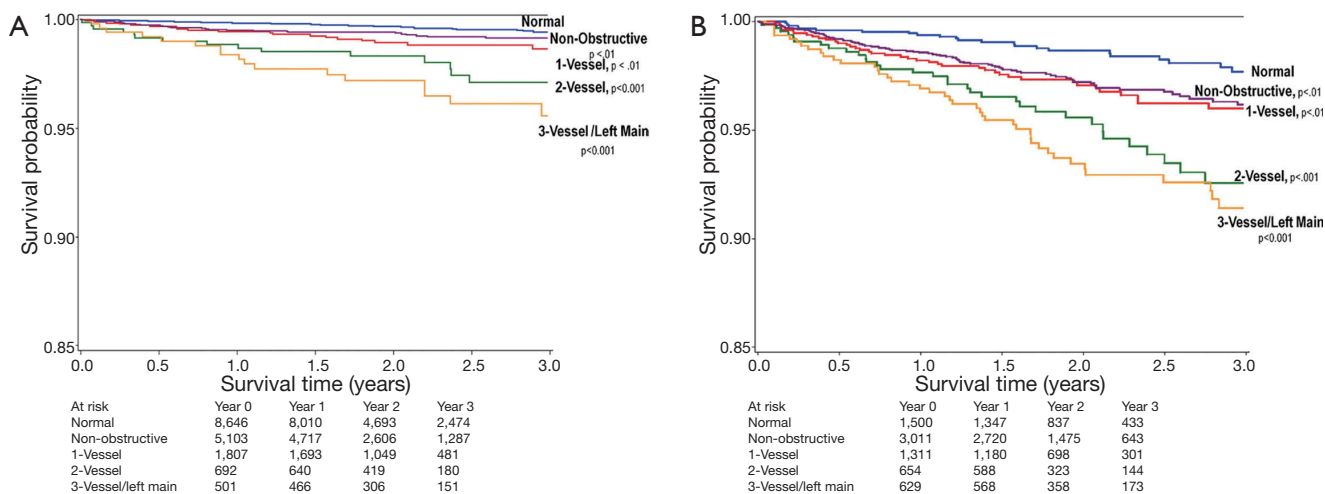 A
1.00
0.95
0.90
0.85
Survival probability
Normal
Non-Obstructive
p <.01
1-Vessel, p < .01
2-Vessel, p<0.001
3-Vessel /Left Main
p<0.001
0.0 0.5 1.0 1.5 2.0 2.5 3.0
Survival time (years)
At risk Year 0 Year 1 Year 2 Year 3
Normal 8,646 8,010 4,693 2,474
Non-obstructive 5,103 4,717 2,606 1,287
1-Vessel 1,807 1,693 1,049 481
2-Vessel 692 640 419 180
3-Vessel/left main 501 466 306 151
B
1.00
0.95
0.90
0.85
Survival probability
Normal
Non-Obstructive, p<.01
1-Vessel, p<.01
2-Vessel, p<.001
3-Vessel/Left Main
p<0.001
0.0 0.5 1.0 1.5 2.0 2.5 3.0
Survival time (years)
At risk Year 0 Year 1 Year 2 Year 3
Normal 1,500 1,347 837 433
Non-obstructive 3,011 2,720 1,475 643
1-Vessel 1,311 1,180 698 301
2-Vessel 654 588 323 144
3-Vessel/left main 629 568 358 173